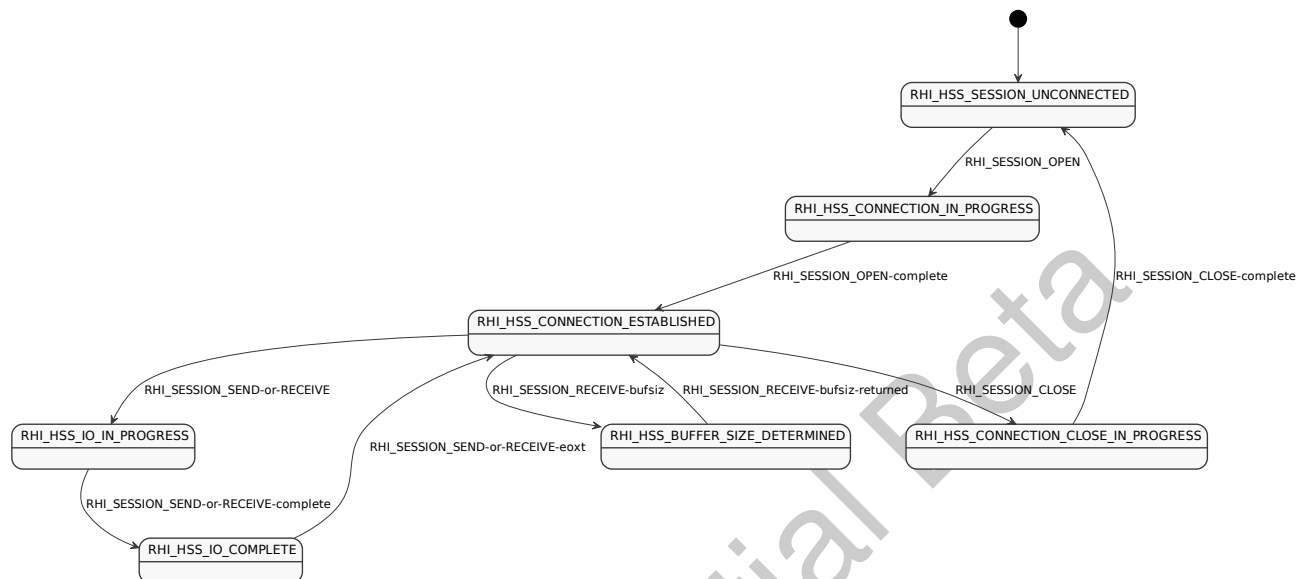 RHI_HSS_SESSION_UNCONNECTED
RHI_SESSION_OPEN
RHI_HSS_CONNECTION_IN_PROGRESS
RHI_SESSION_OPEN-complete
RHI_SESSION_CLOSE-complete
RHI_HSS_CONNECTION_ESTABLISHED
RHI_SESSION_SEND-or-RECEIVE
RHI_SESSION_RECEIVE-bufsiz
RHI_SESSION_RECEIVE-bufsiz-returned
RHI_SESSION_CLOSE
RHI_HSS_IO_IN_PROGRESS
RHI_SESSION_SEND-or-RECEIVE-eoxt
RHI_HSS_BUFFER_SIZE_DETERMINED
RHI_HSS_CONNECTION_CLOSE_IN_PROGRESS
RHI_SESSION_SEND-or-RECEIVE-complete
RHI_HSS_IO_COMPLETE
Beta